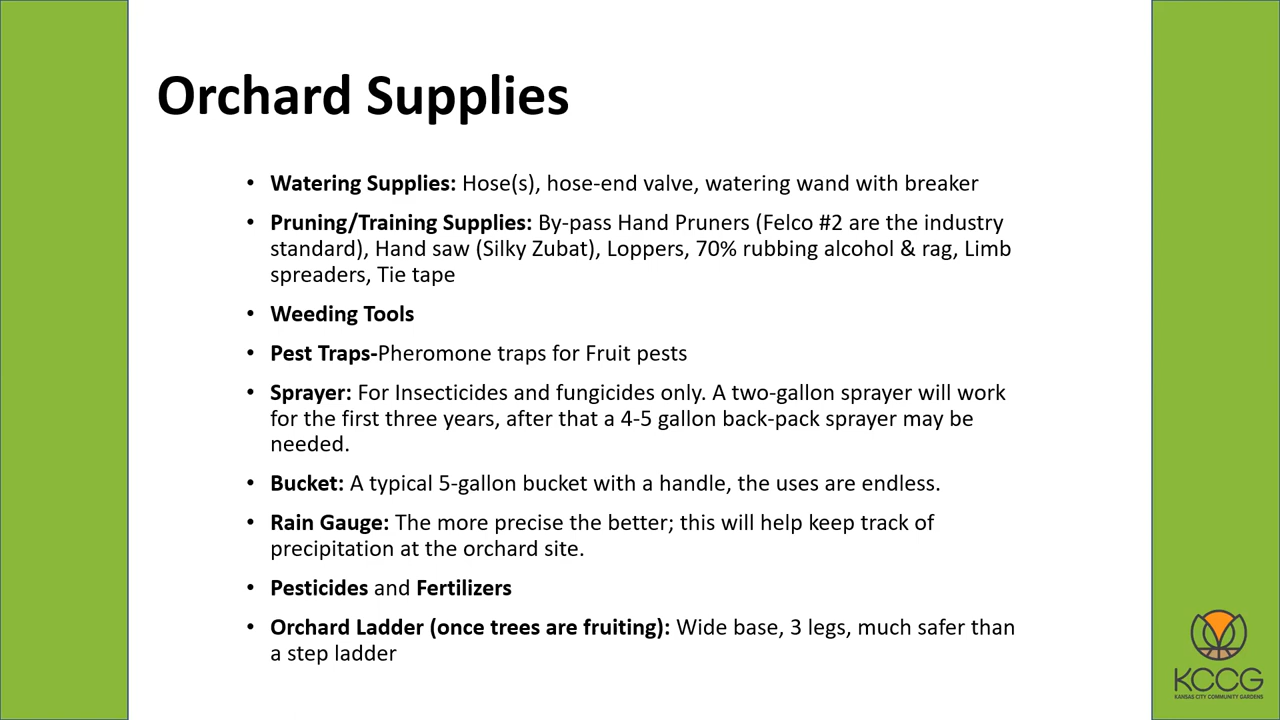 Orchard Supplies
• Watering Supplies: Hose(s), hose-end valve, watering wand with breaker
• Pruning/Training Supplies: By-pass Hand Pruners (Felco #2 are the industry
standard), Hand saw (Silky Zubat), Loppers, 70% rubbing alcohol & rag, Limb
spreaders, Tie tape
• Weeding Tools
• Pest Traps-Pheromone traps for Fruit pests
• Sprayer: For Insecticides and fungicides only. A two-gallon sprayer will work
for the first three years, after that a 4-5 gallon back-pack sprayer may be
needed.
• Bucket: A typical 5-gallon bucket with a handle, the uses are endless.
• Rain Gauge: The more precise the better; this will help keep track of
precipitation at the orchard site.
• Pesticides and Fertilizers
• Orchard Ladder (once trees are fruiting): Wide base, 3 legs, much safer than
a step ladder
KCCG
KANSAS CITY COMMUNITY GARDENS